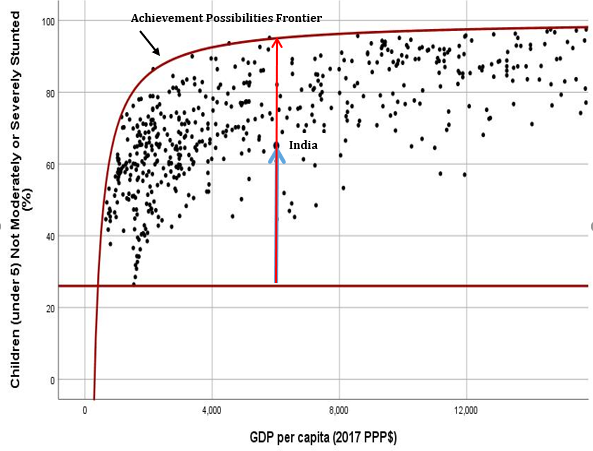 Achievement Possibilities Frontier
Children (under 5) Not Moderately or Severely Stunted
(%)
100
80
60
40
20
0
India
0
4,000
8,000
12,000
GDP per capita (2017 PPP$)